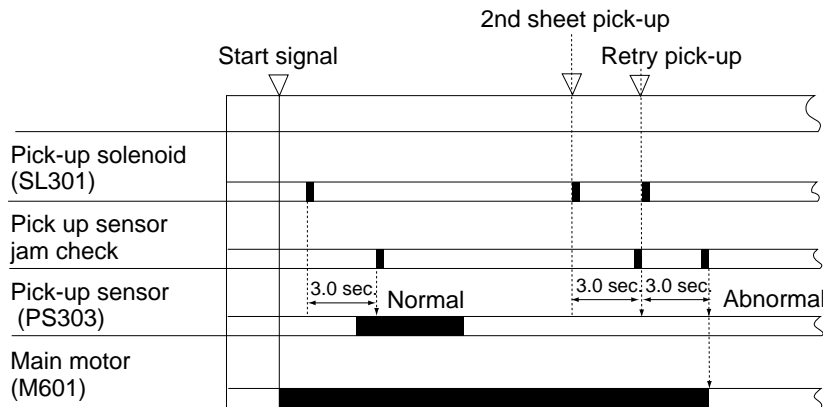 2nd sheet pick-up
Start signal
Retry pick-up
Pick-up solenoid
(SL301)
Pick up sensor
jam check
Pick-up sensor
(PS303)
3.0 sec.
Normal
3.0 sec.
3.0 sec.
Abnormal
Main motor
(M601)